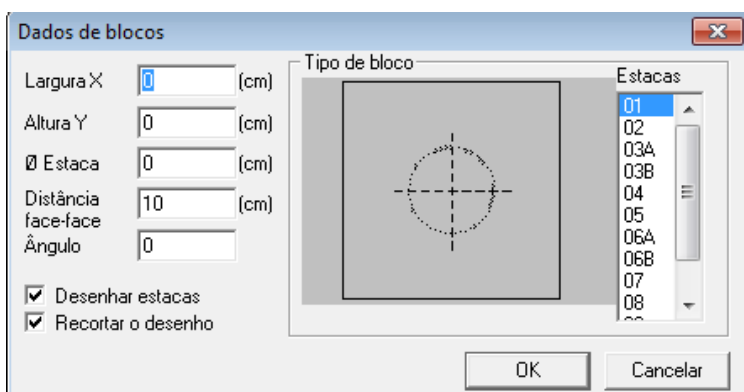 Dados de blocos
Largura X 0 (cm)
Altura Y 0 (cm)
Ø Estaca 0 (cm)
Distância
face-face 10 (cm)
Ângulo 0
Desenhar estacas
Recortar o desenho
Tipo de bloco
Estacas
01
02
03A
03B
04
05
06A
06B
07
08
OK Cancelar